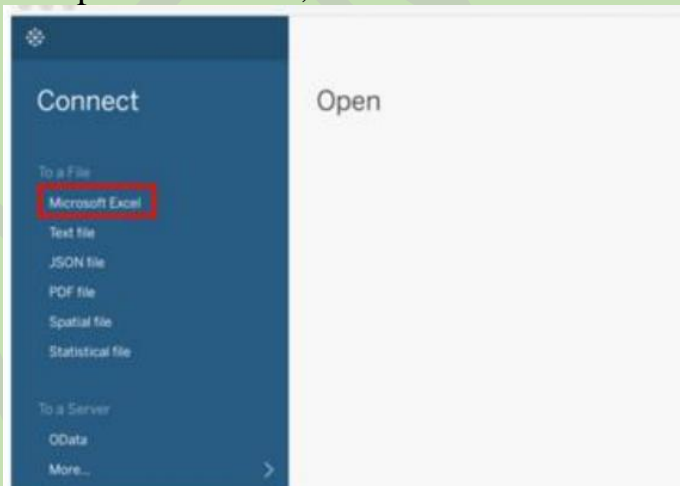 Connect
Open
To a File
Microsoft Excel
Text file
JSON file
PDF file
Spatial file
Statistical file
To a Server
OData
More...